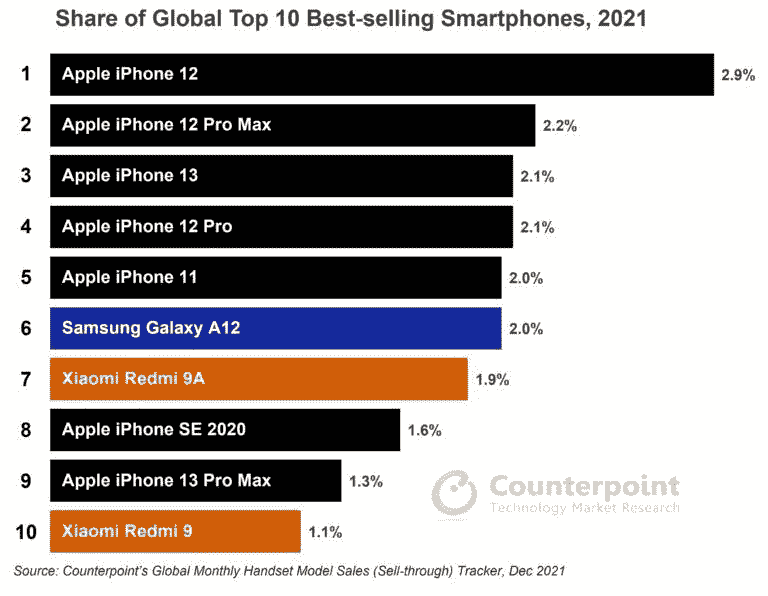 Share of Global Top 10 Best-selling Smartphones, 2021
1 Apple iPhone 12 2.9%
2 Apple iPhone 12 Pro Max 2.2%
3 Apple iPhone 13 2.1%
4 Apple iPhone 12 Pro 2.1%
5 Apple iPhone 11 2.0%
6 Samsung Galaxy A12 2.0%
7 Xiaomi Redmi 9A 1.9%
8 Apple iPhone SE 2020 1.6%
9 Apple iPhone 13 Pro Max 1.3%
Counterpoint
Technology Market Research
10 Xiaomi Redmi 9 1.1%
Source: Counterpoint's Global Monthly Handset Model Sales (Sell-through) Tracker, Dec 2021